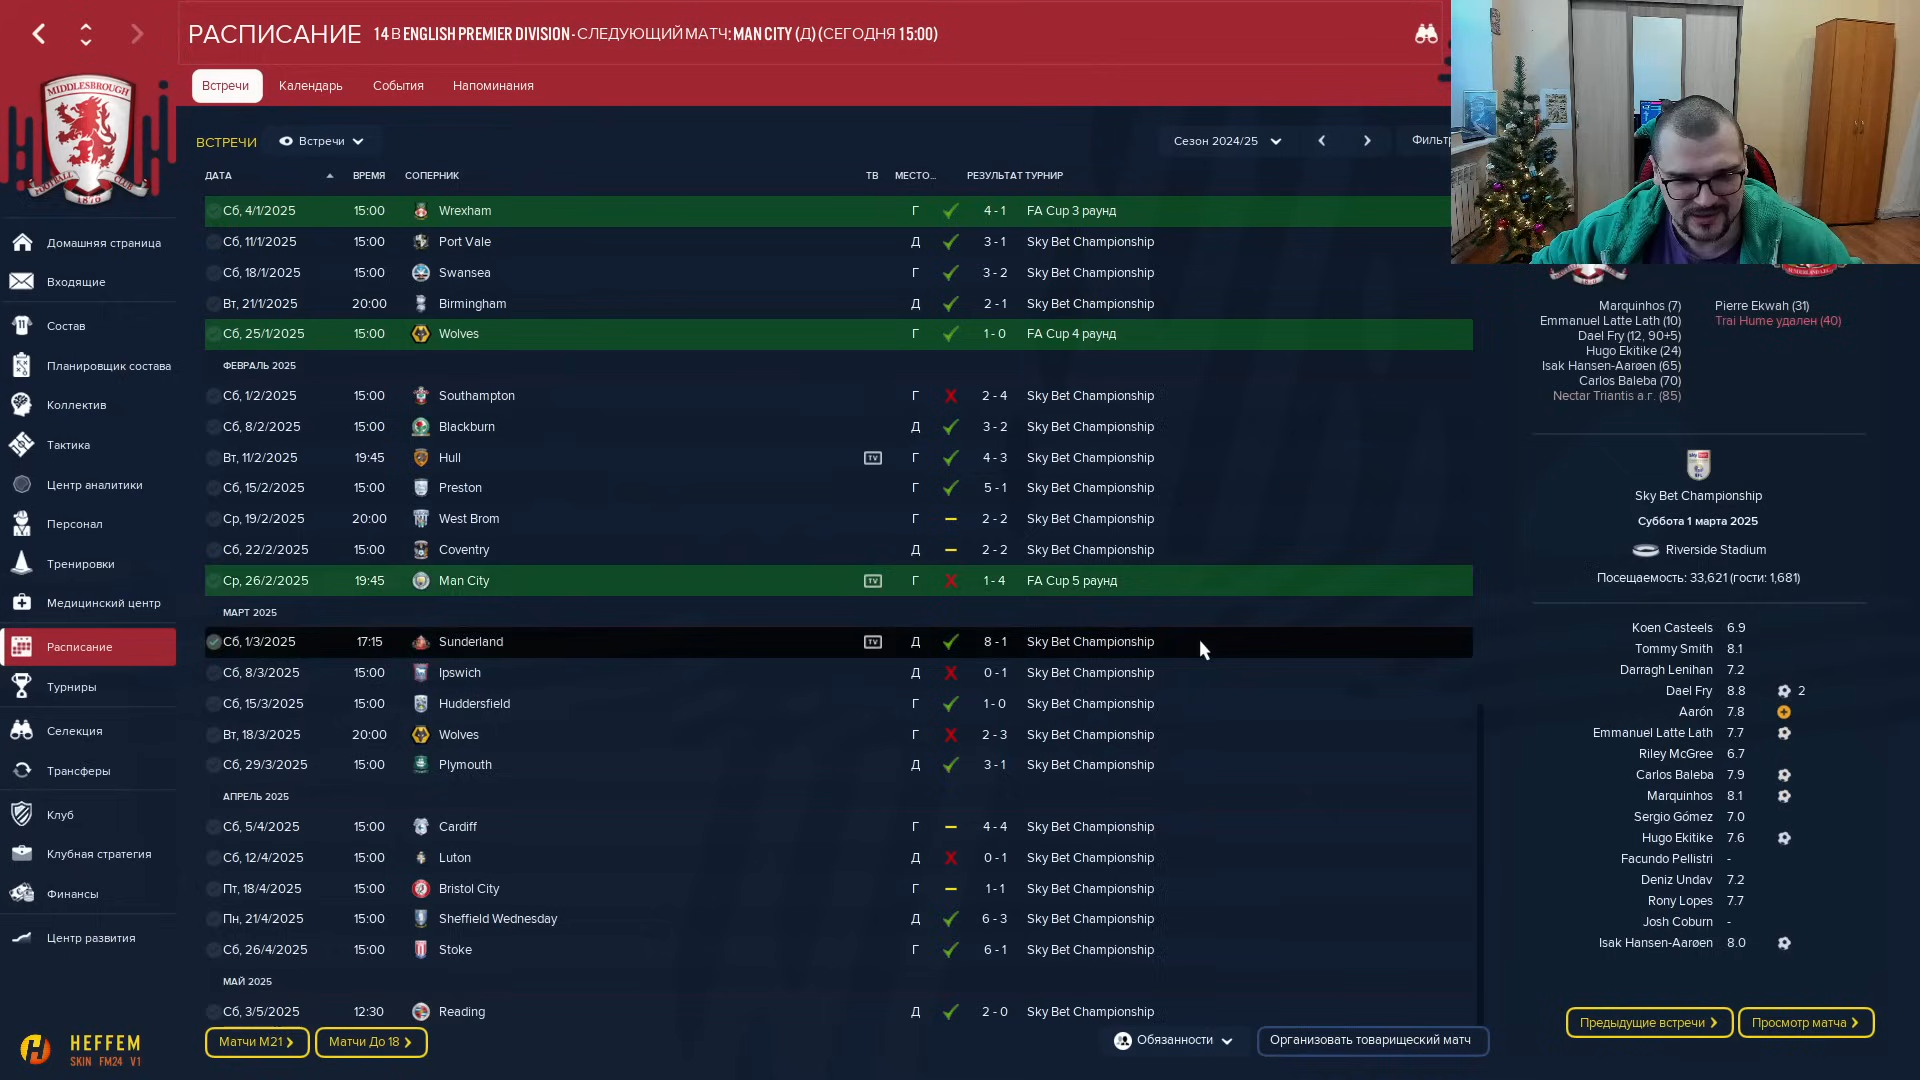 РАСПИСАНИЕ 14 В ENGLISH PREMIER DIVISION - СЛЕДУЮЩИЙ МАТЧ: MAN CITY (Д) (СЕГОДНЯ 15:00)
MIDDLESBROUGH
Встречи Календарь События Напоминания
ВСТРЕЧИ Встречи Сезон 2024/25 Фильтр
ДАТА ВРЕМЯ СОПЕРНИК ТВ МЕСТО... РЕЗУЛЬТАТ ТУРНИР
Сб, 4/1/2025 15:00 Wrexham Г 4 - 1 FA Cup 3 раунд
Сб, 11/1/2025 15:00 Port Vale Д 3 - 1 Sky Bet Championship
Сб, 18/1/2025 15:00 Swansea Г 3 - 2 Sky Bet Championship
Вт, 21/1/2025 20:00 Birmingham Д 2 - 1 Sky Bet Championship
Сб, 25/1/2025 15:00 Wolves Г 1 - 0 FA Cup 4 раунд
ФЕВРАЛЬ 2025
Сб, 1/2/2025 15:00 Southampton Г 2 - 4 Sky Bet Championship
Сб, 8/2/2025 15:00 Blackburn Д 3 - 2 Sky Bet Championship
Вт, 11/2/2025 19:45 Hull TV Г 4 - 3 Sky Bet Championship
Сб, 15/2/2025 15:00 Preston Г 5 - 1 Sky Bet Championship
Ср, 19/2/2025 20:00 West Brom Г 2 - 2 Sky Bet Championship
Сб, 22/2/2025 15:00 Coventry Д 2 - 2 Sky Bet Championship
Ср, 26/2/2025 19:45 Man City TV Г 1 - 4 FA Cup 5 раунд
МАРТ 2025
Сб, 1/3/2025 17:15 Sunderland TV Д 8 - 1 Sky Bet Championship
Сб, 8/3/2025 15:00 Ipswich Д 0 - 1 Sky Bet Championship
Сб, 15/3/2025 15:00 Huddersfield Г 1 - 0 Sky Bet Championship
Вт, 18/3/2025 20:00 Wolves Г 2 - 3 Sky Bet Championship
Сб, 29/3/2025 15:00 Plymouth Д 3 - 1 Sky Bet Championship
АПРЕЛЬ 2025
Сб, 5/4/2025 15:00 Cardiff Г 4 - 4 Sky Bet Championship
Сб, 12/4/2025 15:00 Luton Д 0 - 1 Sky Bet Championship
Пт, 18/4/2025 15:00 Bristol City Г 1 - 1 Sky Bet Championship
Пн, 21/4/2025 15:00 Sheffield Wednesday Д 6 - 3 Sky Bet Championship
Сб, 26/4/2025 15:00 Stoke Г 6 - 1 Sky Bet Championship
МАЙ 2025
Сб, 3/5/2025 12:30 Reading Д 2 - 0 Sky Bet Championship
Матчи М21 Матчи До 18 Обязанности Организовать товарищеский матч
Домашняя страница
Входящие
Состав
Планировщик состава
Коллектив
Тактика
Центр аналитики
Персонал
Тренировки
Медицинский центр
Расписание
Турниры
Селекция
Трансферы
Клуб
Клубная стратегия
Финансы
Центр развития
HEFFEM
SKIN FM24 V1
Marquinhos (7) Pierre Ekwah (31)
Emmanuel Latte Lath (10) Trai Hume удален (40)
Dael Fry (12, 90+5)
Hugo Ekitike (24)
Isak Hansen-Aarøen (65)
Carlos Baleba (70)
Nectar Triantis а.г. (85)
Sky Bet Championship
Суббота 1 марта 2025
Riverside Stadium
Посещаемость: 33,621 (гости: 1,681)
Koen Casteels 6.9
Tommy Smith 8.1
Darragh Lenihan 7.2
Dael Fry 8.8 2
Aarón 7.8
Emmanuel Latte Lath 7.7
Riley McGree 6.7
Carlos Baleba 7.9
Marquinhos 8.1
Sergio Gómez 7.0
Hugo Ekitike 7.6
Facundo Pellistri -
Deniz Undav 7.2
Rony Lopes 7.7
Josh Coburn -
Isak Hansen-Aarøen 8.0
Предыдущие встречи Просмотр матча